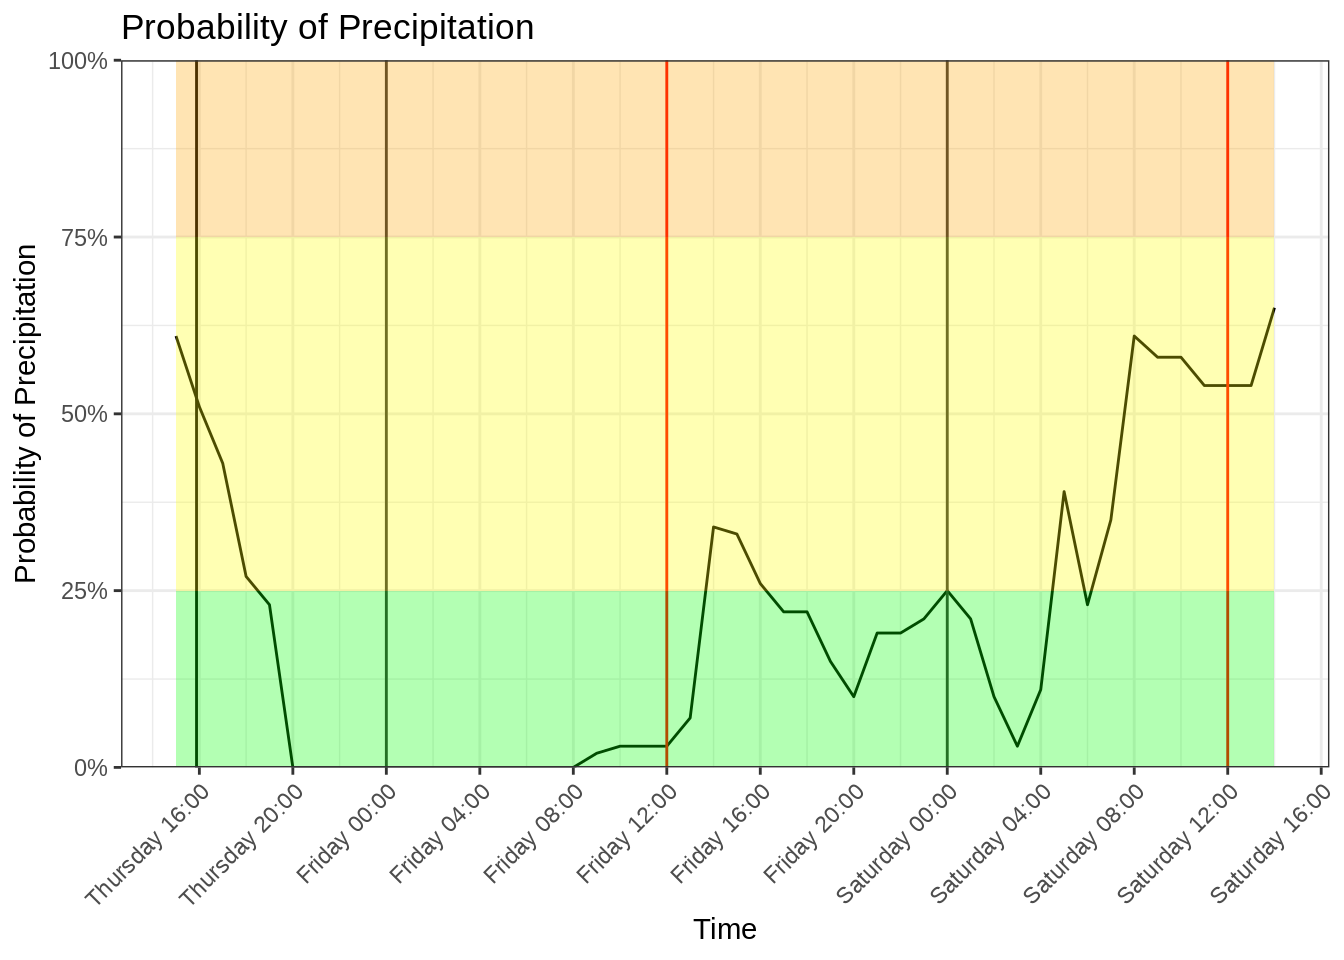 Probability of Precipitation
Probability of Precipitation
100%
75%
50%
25%
0%
Thursday 16:00
Thursday 20:00
Friday 00:00
Friday 04:00
Friday 08:00
Friday 12:00
Friday 16:00
Friday 20:00
Saturday 00:00
Saturday 04:00
Saturday 08:00
Saturday 12:00
Saturday 16:00
Time